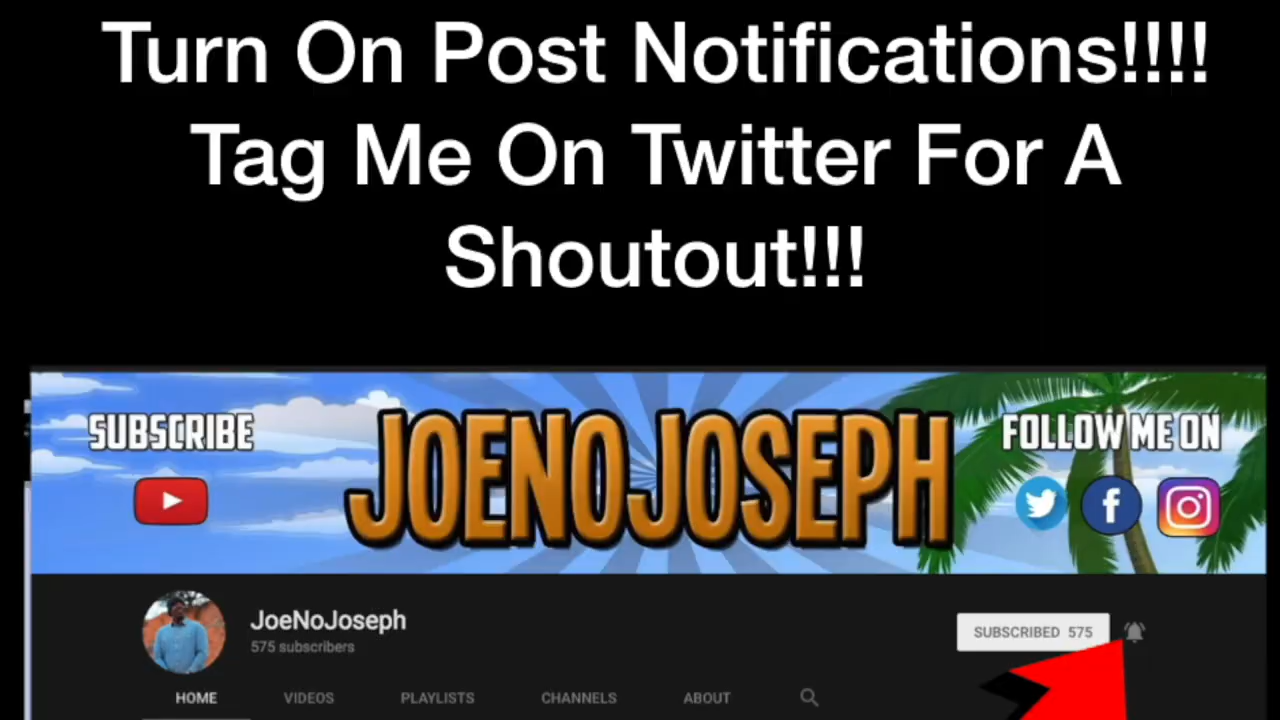 Turn On Post Notifications!!!!
Tag Me On Twitter For A
Shoutout!!!
SUBSCRIBE
JOENOJOSEPH
FOLLOW ME ON
JoeNoJoseph
575 subscribers
SUBSCRIBED 575
HOME VIDEOS PLAYLISTS CHANNELS ABOUT